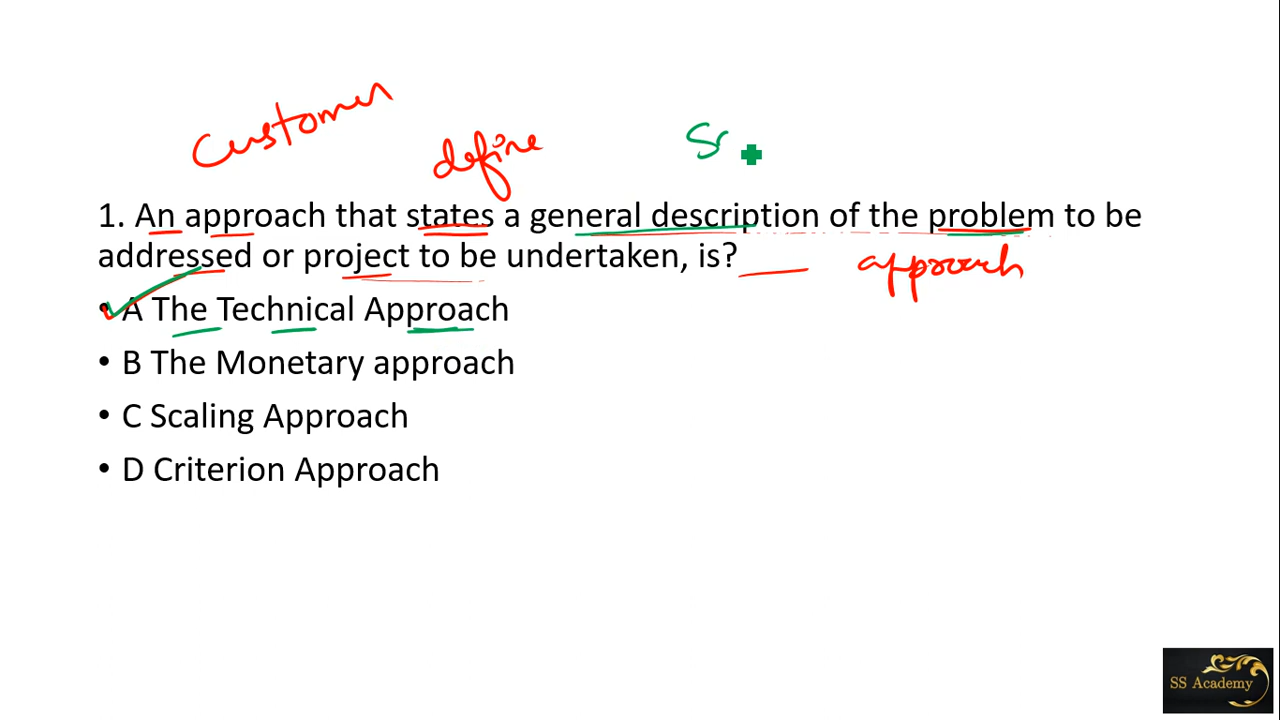 Customer
define
Sr
1. An approach that states a general description of the problem to be
addressed or project to be undertaken, is? ___ approach
• A The Technical Approach
• B The Monetary approach
• C Scaling Approach
• D Criterion Approach
SS Academy